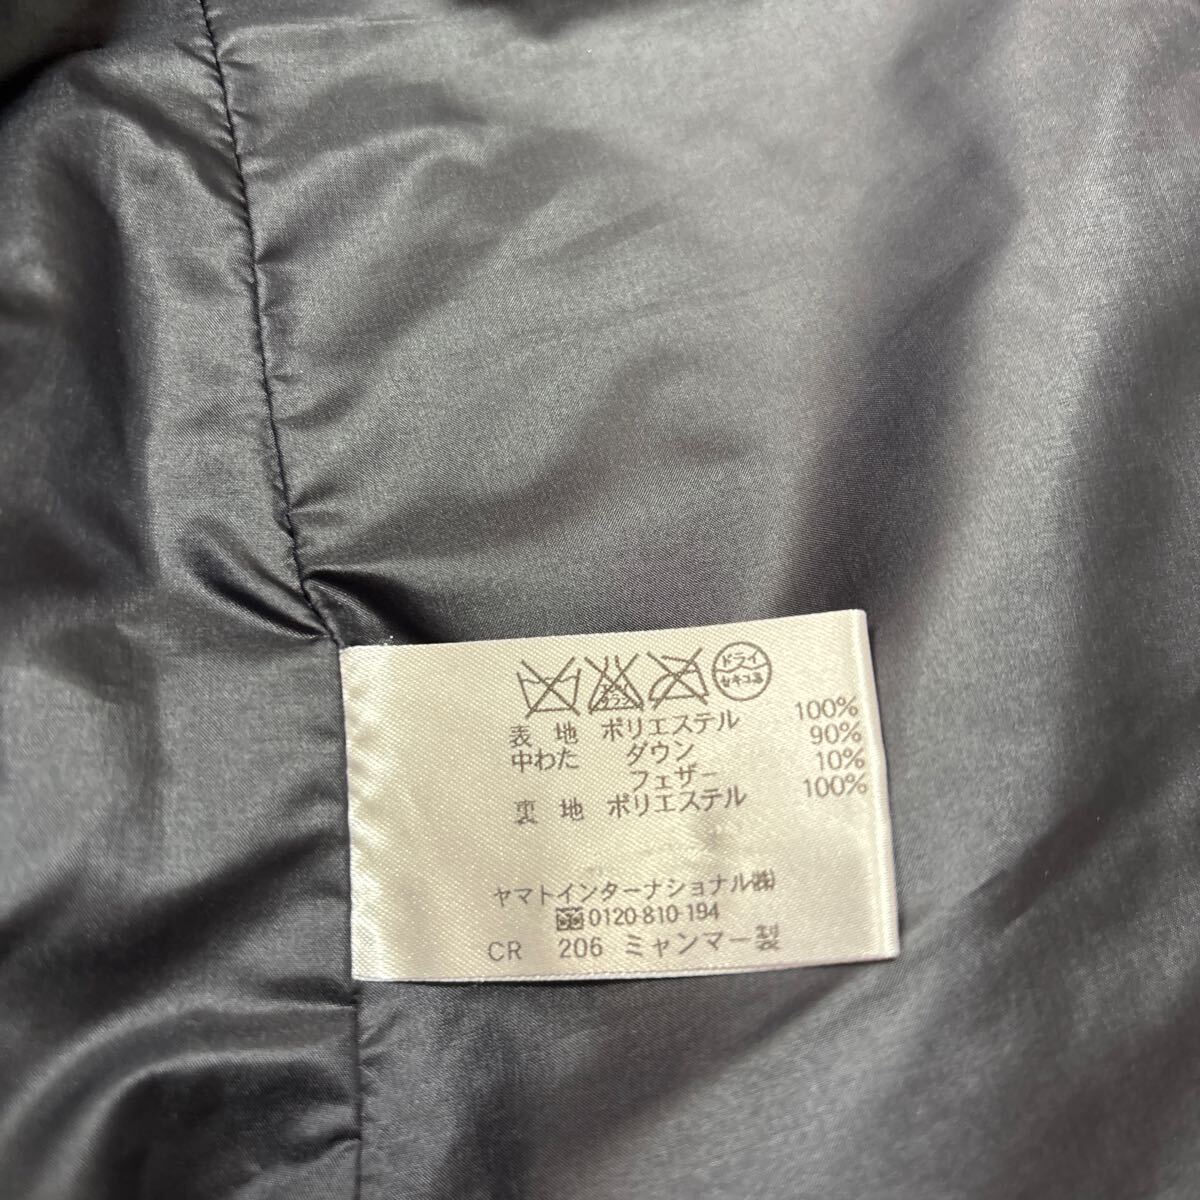 ドライ
セキユ系
表 地 ポリエステル 100%
中わた ダウン 90%
フェザー 10%
裏 地 ポリエステル 100%
ヤマトインターナショナル㈱
0120-810-194
CR 206 ミャンマー製